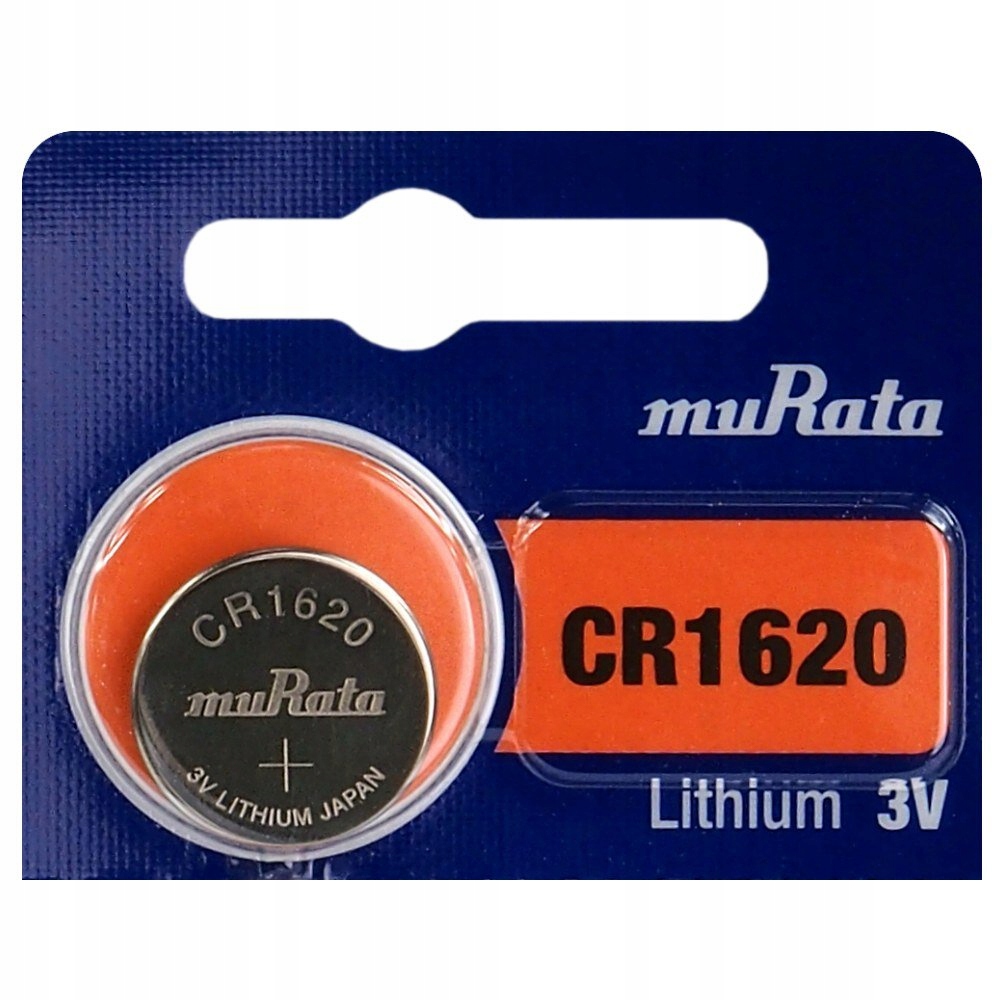 muRata
CR1620
Lithium 3V
CR1620
muRata
+
3V LITHIUM JAPAN